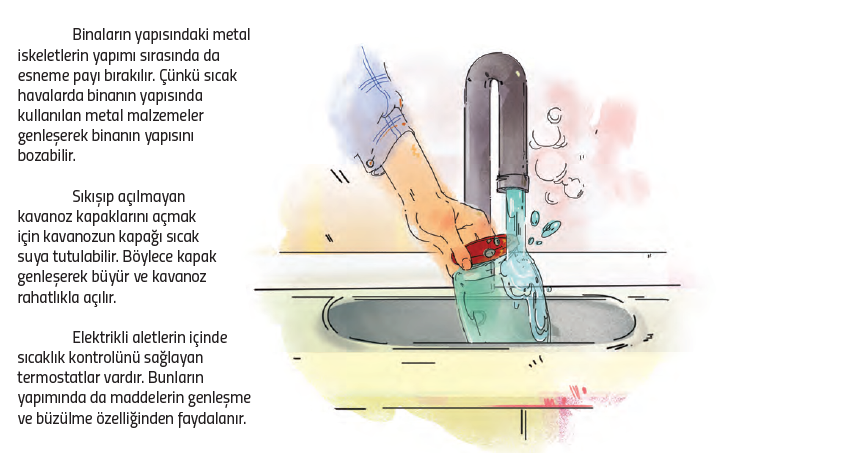 Binaların yapısındaki metal
iskeletlerin yapımı sırasında da
esneme payı bırakılır. Çünkü sıcak
havalarda binanın yapısında
kullanılan metal malzemeler
genleşerek binanın yapısını
bozabilir.
Sıkışıp açılmayan
kavanoz kapaklarını açmak
için kavanozun kapağı sıcak
suya tutulabilir. Böylece kapak
genleşerek büyür ve kavanoz
rahatlıkla açılır.
Elektrikli aletlerin içinde
sıcaklık kontrolünü sağlayan
termostatlar vardır. Bunların
yapımında da maddelerin genleşme
ve büzülme özelliğinden faydalanır.